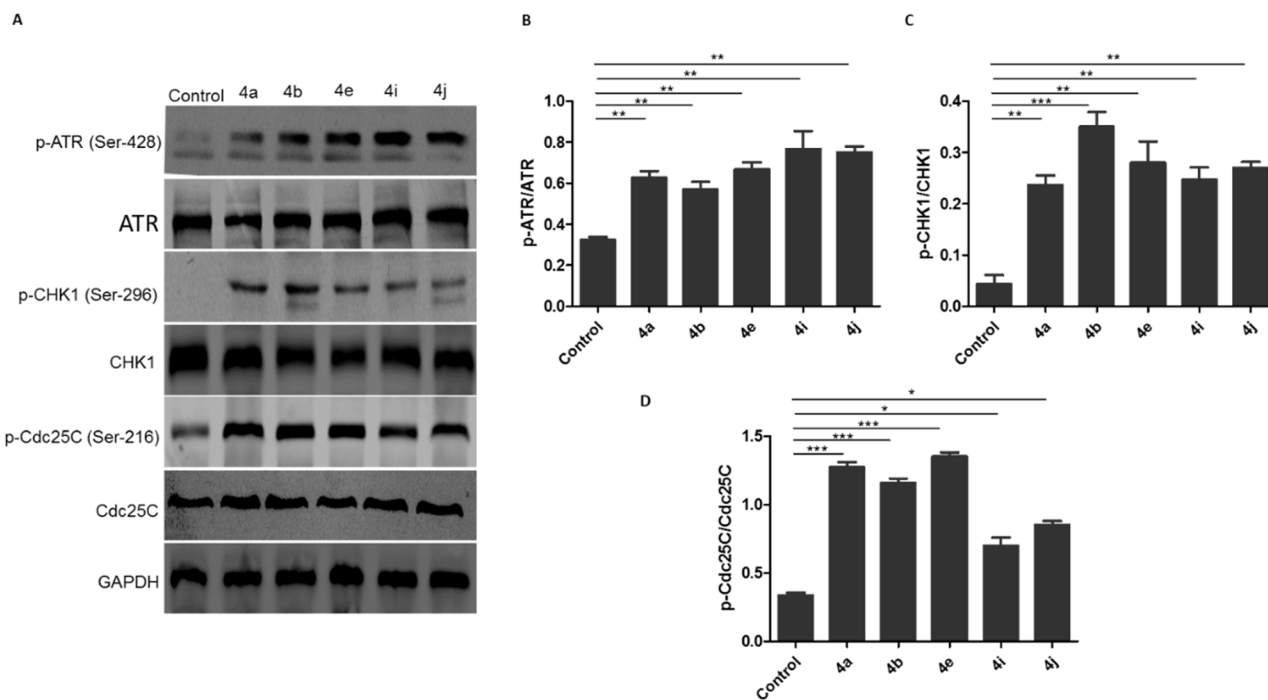 A
Control 4a 4b 4e 4i 4j
p-ATR (Ser-428)
ATR
p-CHK1 (Ser-296)
CHK1
p-Cdc25C (Ser-216)
Cdc25C
GAPDH
B
**
**
**
**
**
p-ATR/ATR
1.0
0.8
0.6
0.4
0.2
0.0
Control 4a 4b 4e 4i 4j
C
**
**
**
***
**
p-CHK1/CHK1
0.4
0.3
0.2
0.1
0.0
Control 4a 4b 4e 4i 4j
D
*
*
***
***
***
p-Cdc25C/Cdc25C
1.5
1.0
0.5
0.0
Control 4a 4b 4e 4i 4j